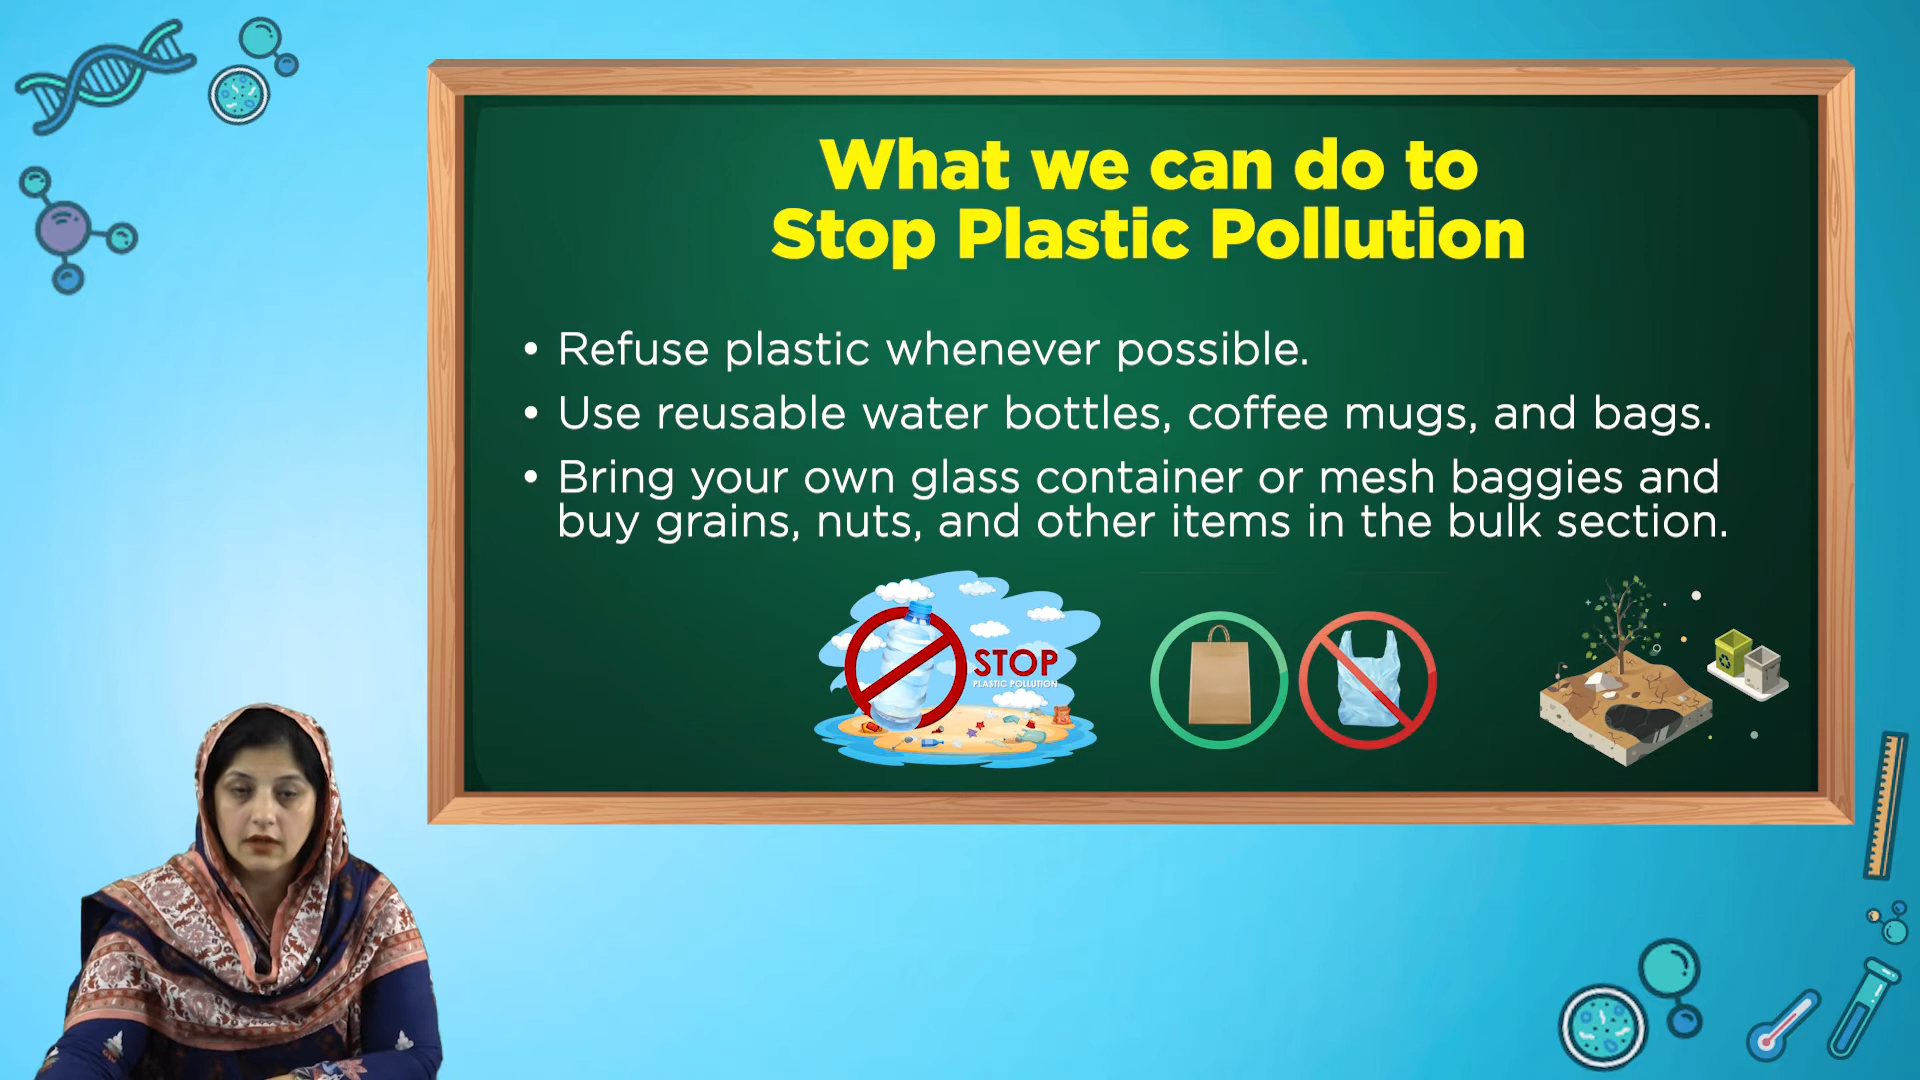 What we can do to
Stop Plastic Pollution
• Refuse plastic whenever possible.
• Use reusable water bottles, coffee mugs, and bags.
• Bring your own glass container or mesh baggies and
buy grains, nuts, and other items in the bulk section.
STOP
PLASTIC POLLUTION